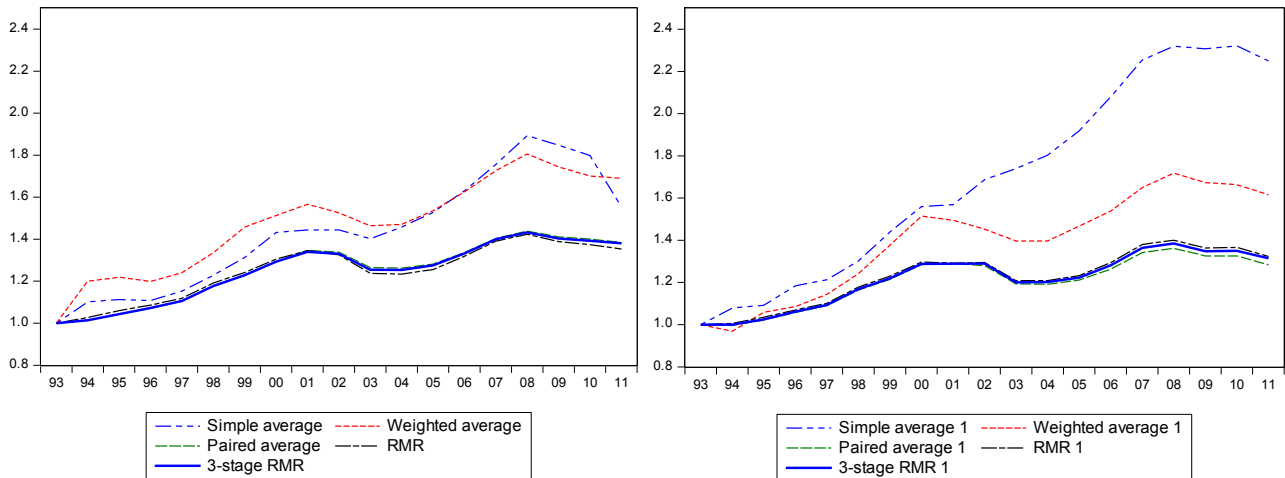 2.4
2.2
2.0
1.8
1.6
1.4
1.2
1.0
0.8
93 94 95 96 97 98 99 00 01 02 03 04 05 06 07 08 09 10 11
Simple average Weighted average
Paired average RMR
3-stage RMR
2.4
2.2
2.0
1.8
1.6
1.4
1.2
1.0
0.8
93 94 95 96 97 98 99 00 01 02 03 04 05 06 07 08 09 10 11
Simple average 1 Weighted average 1
Paired average 1 RMR 1
3-stage RMR 1